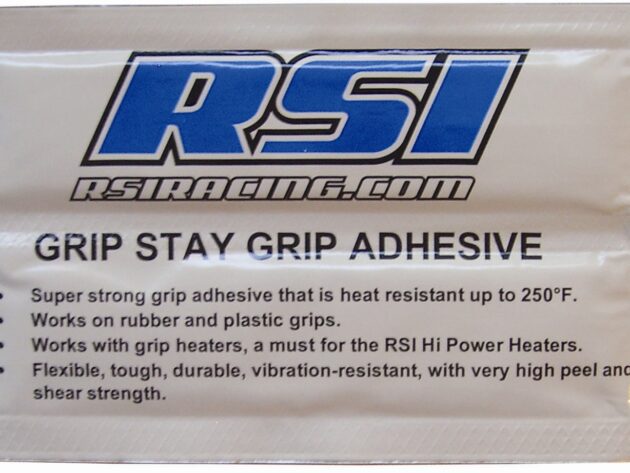 RSI
RSIRACING.COM
GRIP STAY GRIP ADHESIVE
• Super strong grip adhesive that is heat resistant up to 250°F.
• Works on rubber and plastic grips.
• Works with grip heaters, a must for the RSI Hi Power Heaters.
• Flexible, tough, durable, vibration-resistant, with very high peel and
shear strength.